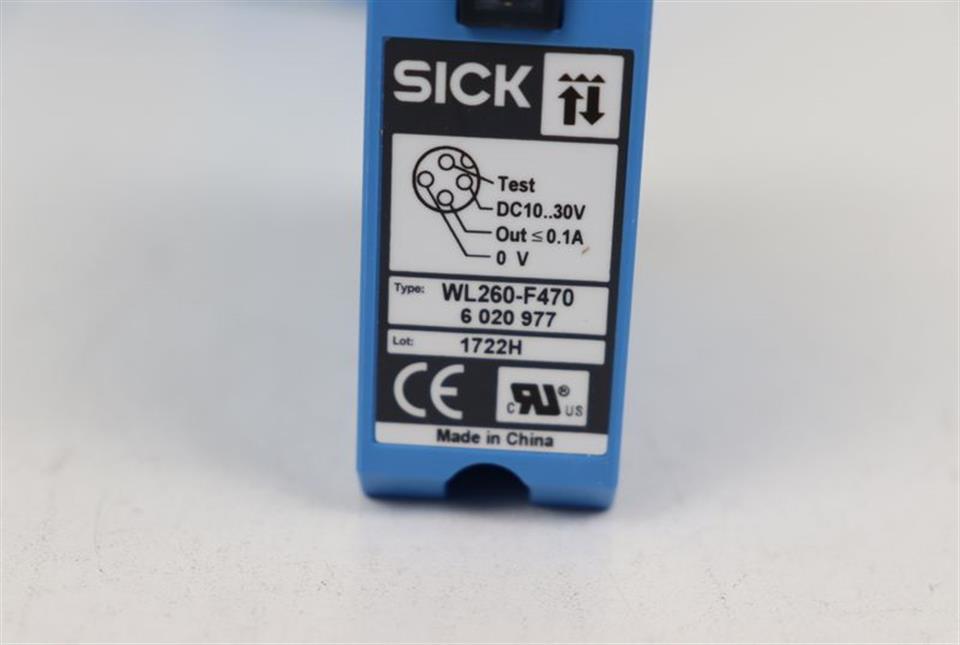 SICK
Test
DC10..30V
Out ≤ 0.1A
0 V
Type: WL260-F470
6 020 977
Lot: 1722H
CE
C RU ® US
Made in China